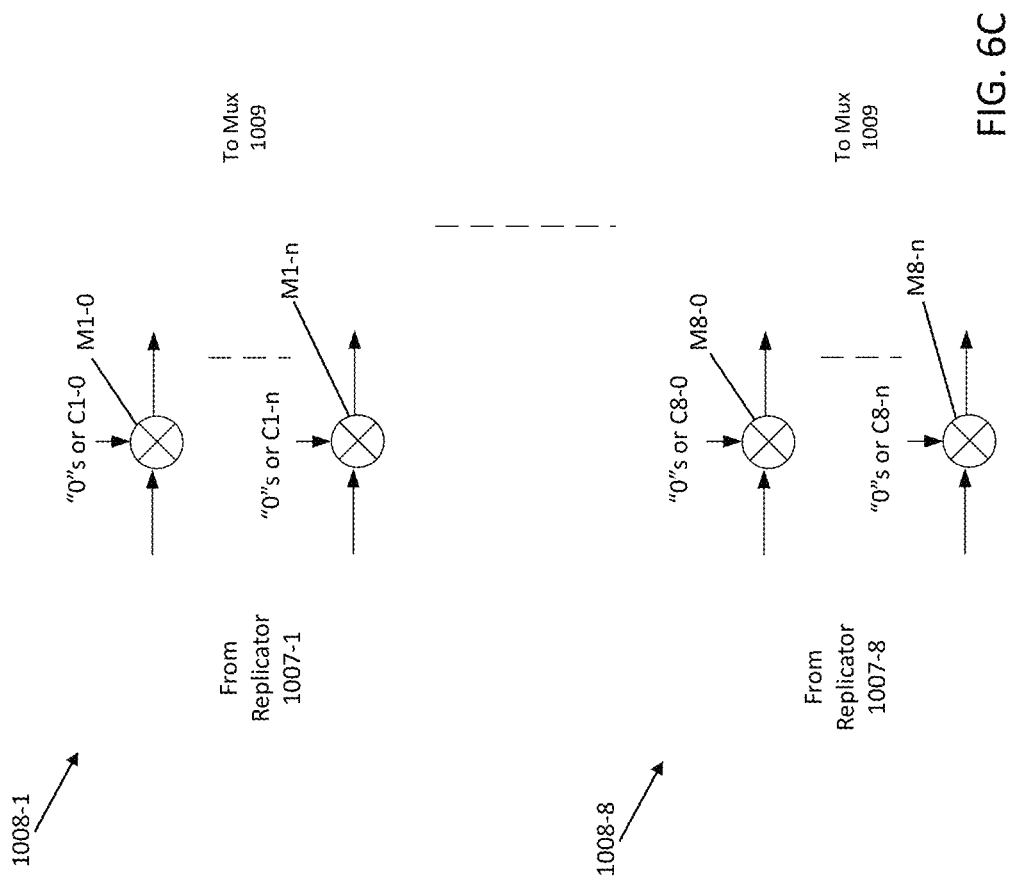 1008-1
From
Replicator
1007-1
“0”s or C1-0
M1-0
“0”s or C1-n
M1-n
To Mux
1009
1008-8
From
Replicator
1007-8
“0”s or C8-0
M8-0
“0”s or C8-n
M8-n
To Mux
1009
FIG. 6C